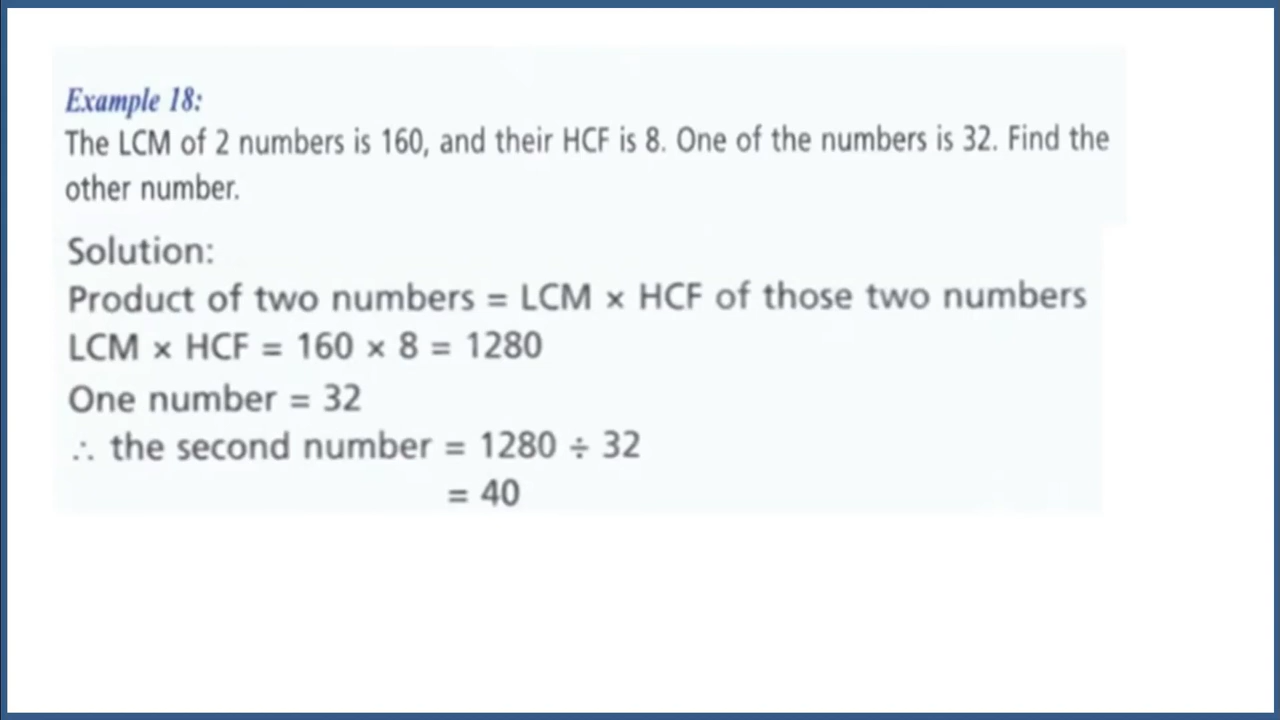 Example 18:
The LCM of 2 numbers is 160, and their HCF is 8. One of the numbers is 32. Find the
other number.
Solution:
Product of two numbers = LCM × HCF of those two numbers
LCM × HCF = 160 × 8 = 1280
One number = 32
∴ the second number = 1280 ÷ 32
= 40